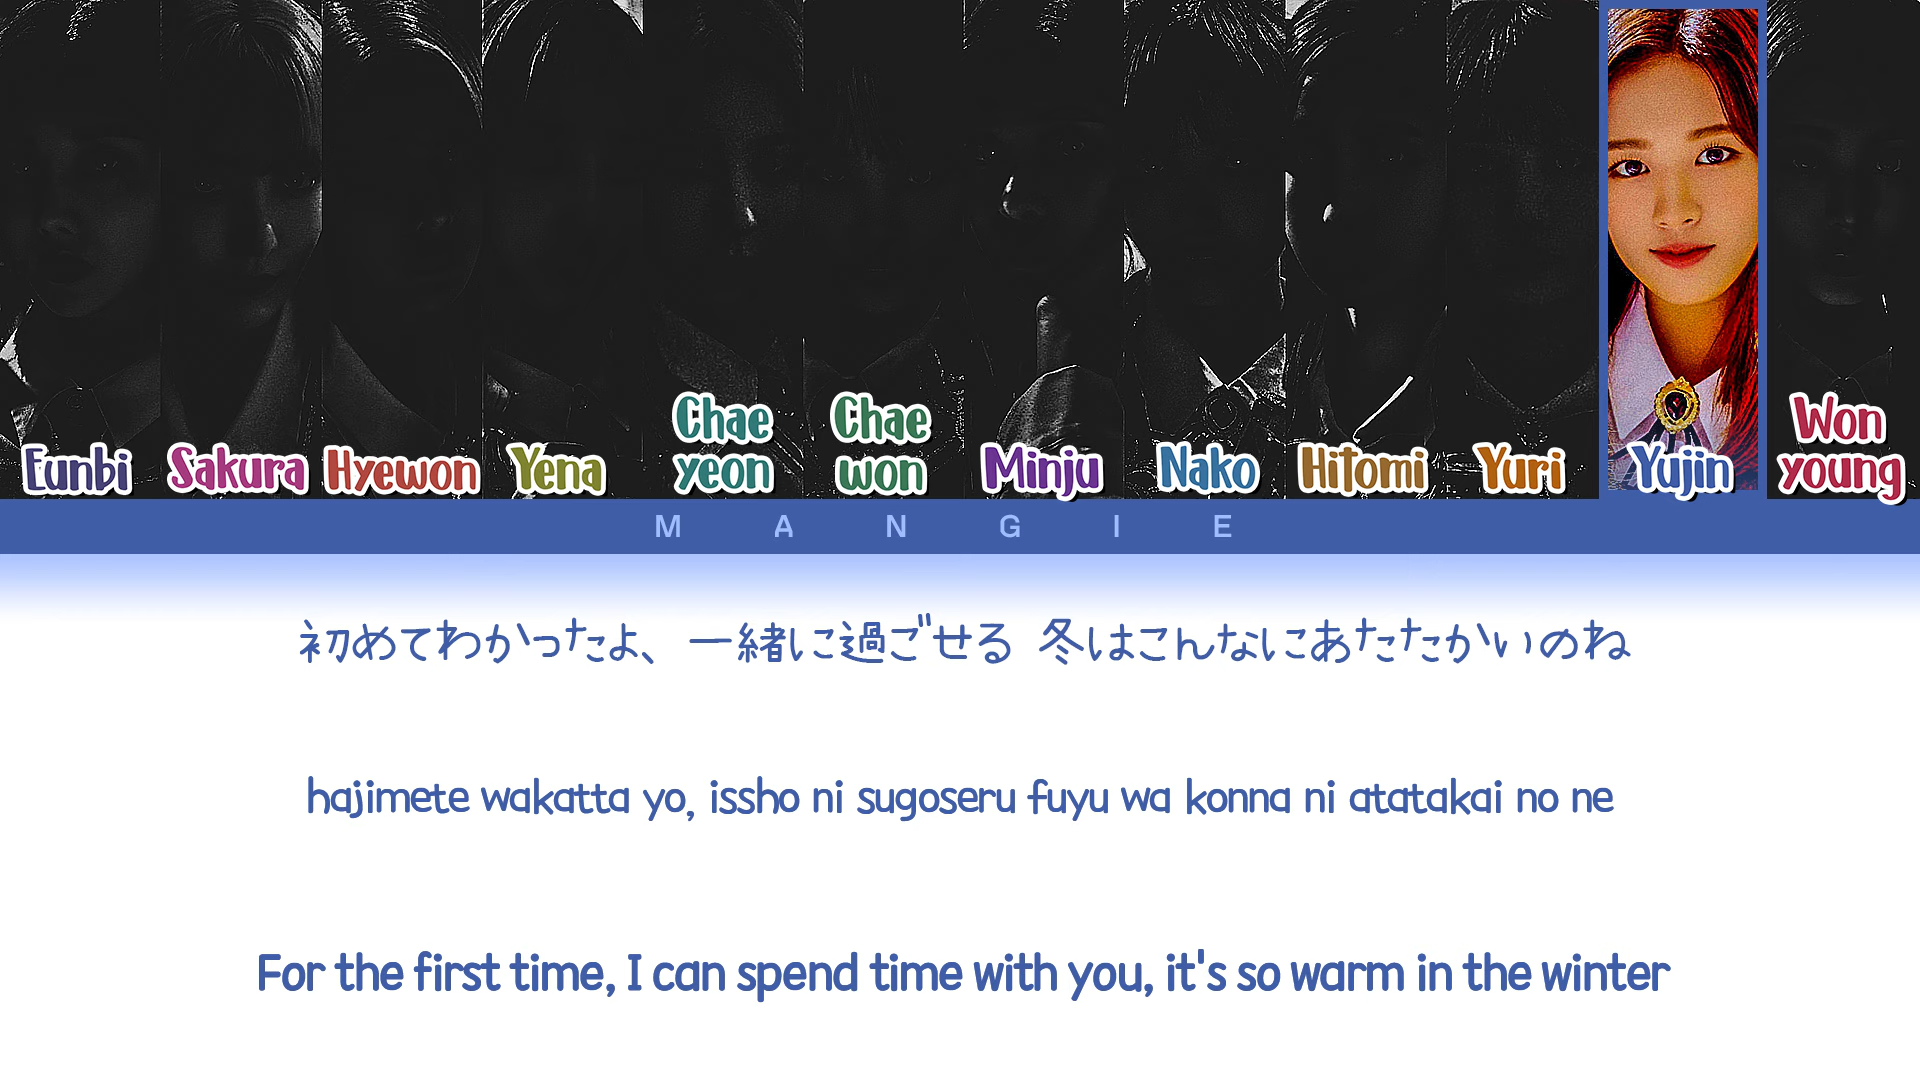 Eunbi
Sakura
Hyewon
Yena
Chae
yeon
Chae
won
Minju
Nako
Hitomi
Yuri
Yujin
Won
young
MANGIE
初めてわかったよ、一緒に過ごせる 冬はこんなにあたたかいのね
hajimete wakatta yo, issho ni sugoseru fuyu wa konna ni atatakai no ne
For the first time, I can spend time with you, it's so warm in the winter